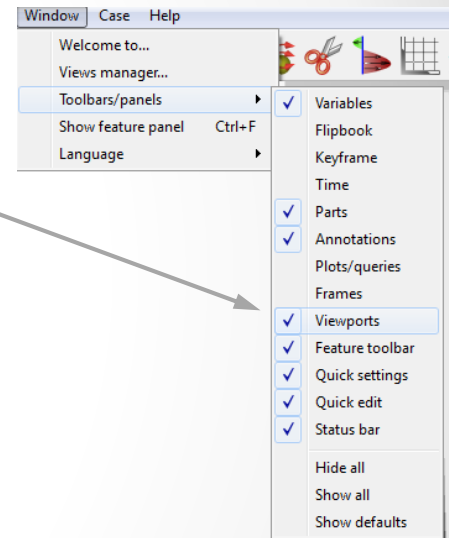 Window Case Help
Welcome to...
Views manager...
Toolbars/panels
Show feature panel Ctrl+F
Language
Variables
Flipbook
Keyframe
Time
Parts
Annotations
Plots/queries
Frames
Viewports
Feature toolbar
Quick settings
Quick edit
Status bar
Hide all
Show all
Show defaults